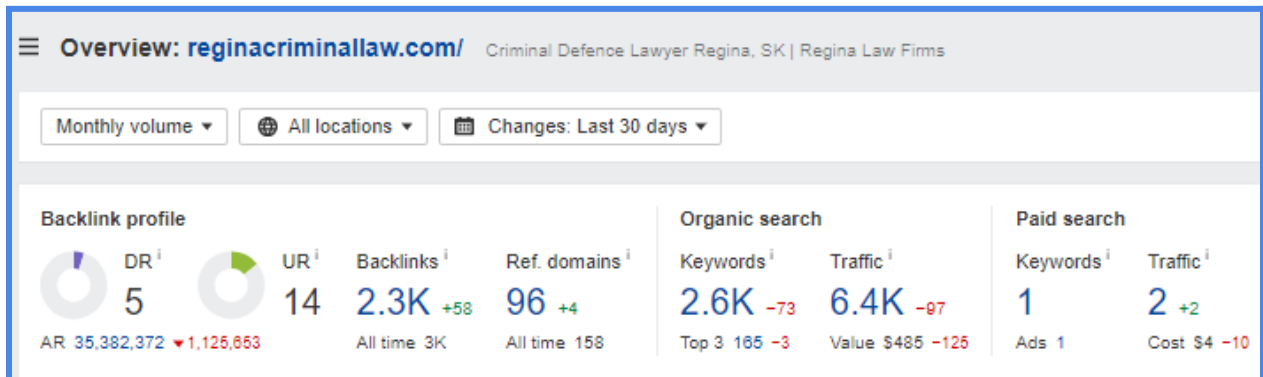 Overview: reginacriminallaw.com/ Criminal Defence Lawyer Regina, SK | Regina Law Firms
Monthly volume All locations Changes: Last 30 days
Backlink profile Organic search Paid search
DR UR Backlinks Ref. domains Keywords Traffic Keywords Traffic
5 14 2.3K +58 96 +4 2.6K -73 6.4K -97 1 2 +2
AR 35,382,372 ▼1,125,653 All time 3K All time 158 Top 3 165 -3 Value $485 -125 Ads 1 Cost $4 -10